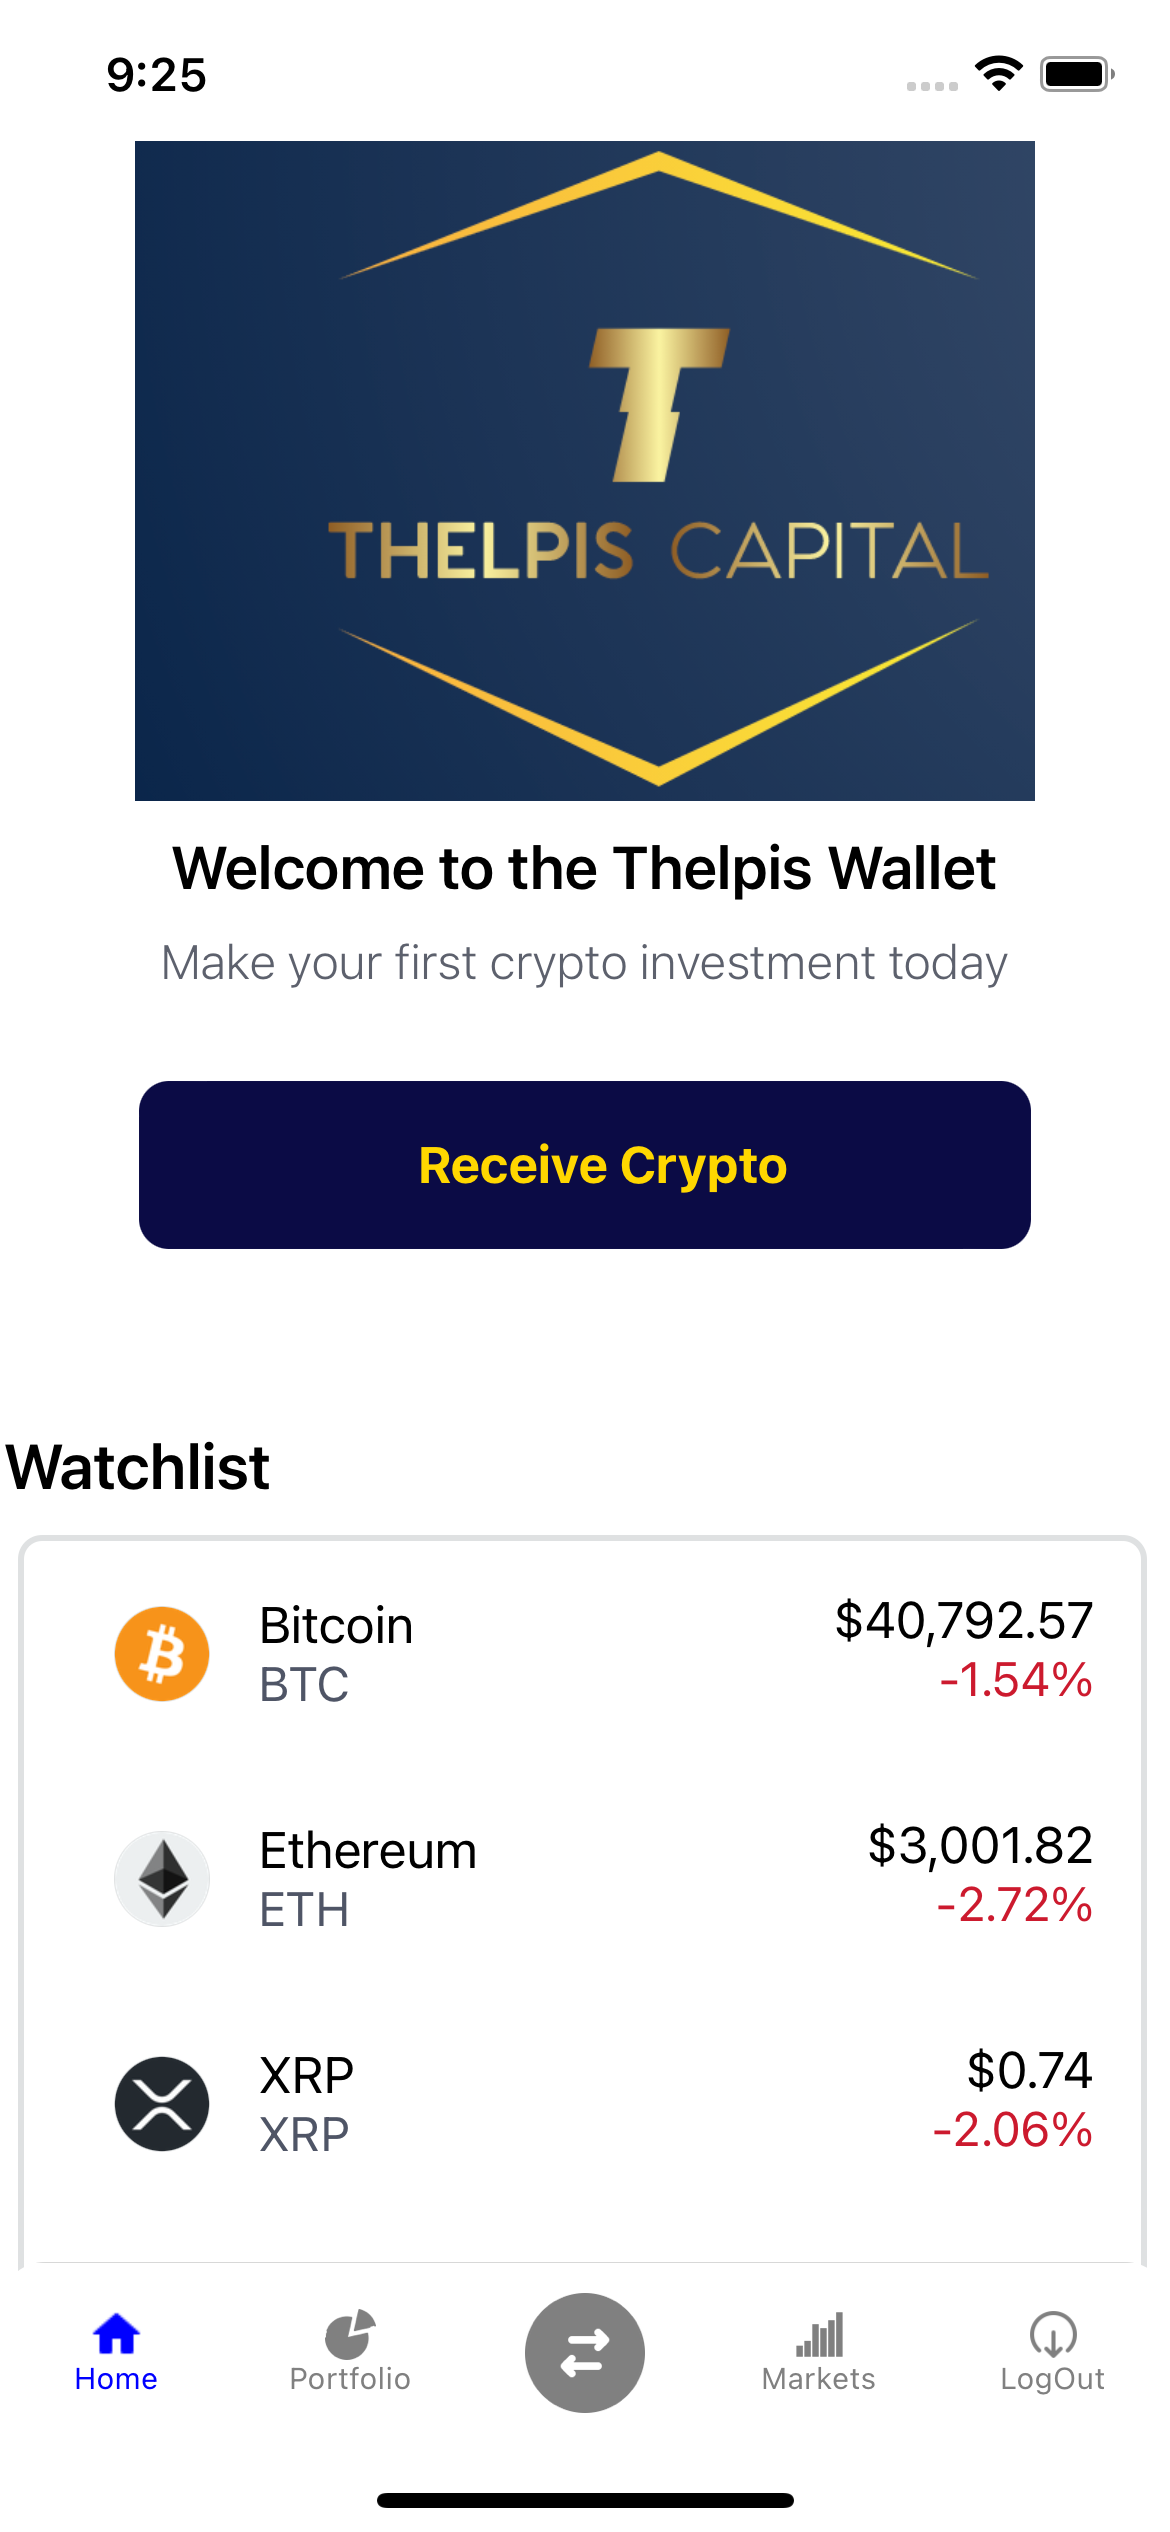 9:25
T
THELPIS CAPITAL
Welcome to the Thelpis Wallet
Make your first crypto investment today
Receive Crypto
Watchlist
Bitcoin
$40,792.57
BTC
-1.54%
Ethereum
$3,001.82
ETH
-2.72%
XRP
$0.74
XRP
-2.06%
Home
Portfolio
Markets
LogOut